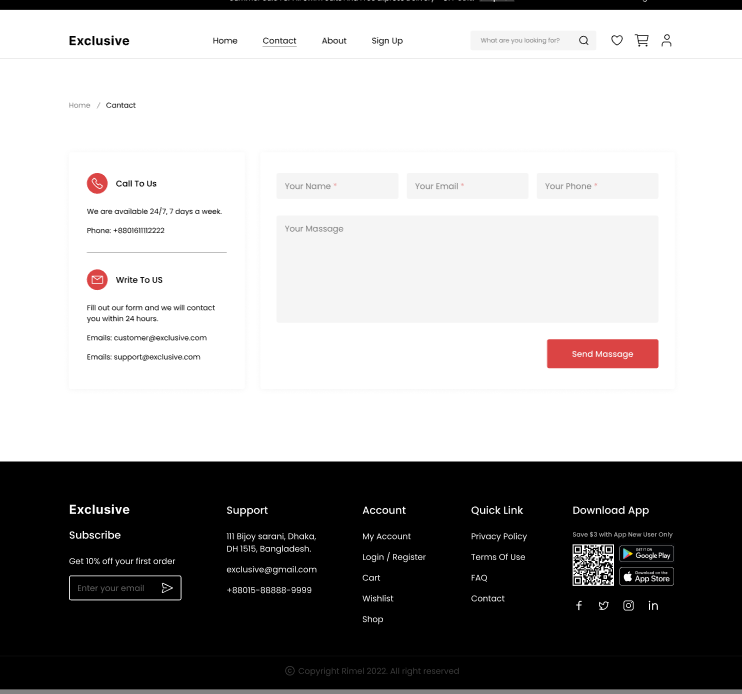 Exclusive
Home
Contact
About
Sign Up
What are you looking for?
Home / Cantact
Call To Us
We are available 24/7, 7 days a week.
Phone: +8801611112222
Write To US
Fill out our form and we will contact
you within 24 hours.
Emails: customer@exclusive.com
Emails: support@exclusive.com
Your Name *
Your Email *
Your Phone *
Your Massage
Send Massage
Exclusive
Subscribe
Get 10% off your first order
Enter your email
Support
111 Bijoy sarani, Dhaka,
DH 1515, Bangladesh.
exclusive@gmail.com
+88015-88888-9999
Account
My Account
Login / Register
Cart
Wishlist
Shop
Quick Link
Privacy Policy
Terms Of Use
FAQ
Contact
Download App
Save $3 with App New User Only
GET IT ON
Google Play
Download on the
App Store
© Copyright Rimel 2022. All right reserved